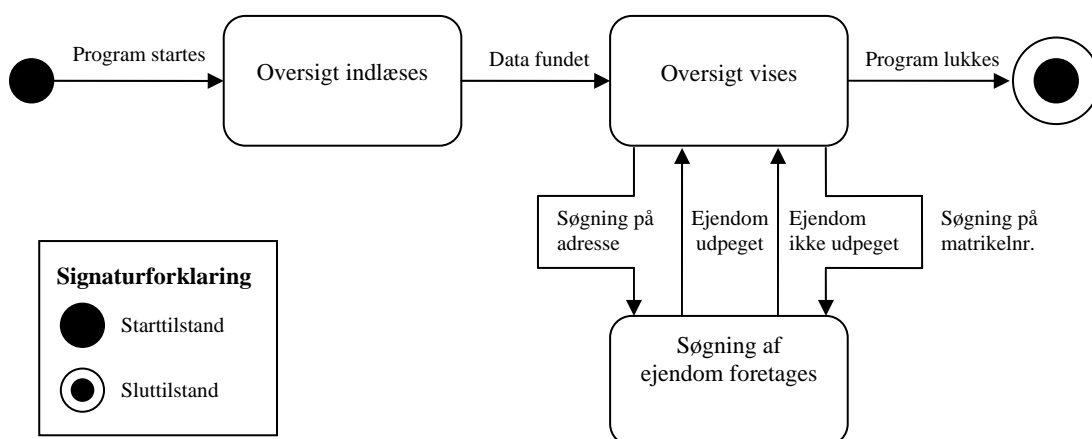 Program startes
Oversigt indlæses
Data fundet
Oversigt vises
Program lukkes
Søgning på
adresse
Ejendom
udpeget
Ejendom
ikke udpeget
Søgning på
matrikelnr.
Søgning af
ejendom foretages
Signaturforklaring
Starttilstand
Sluttilstand